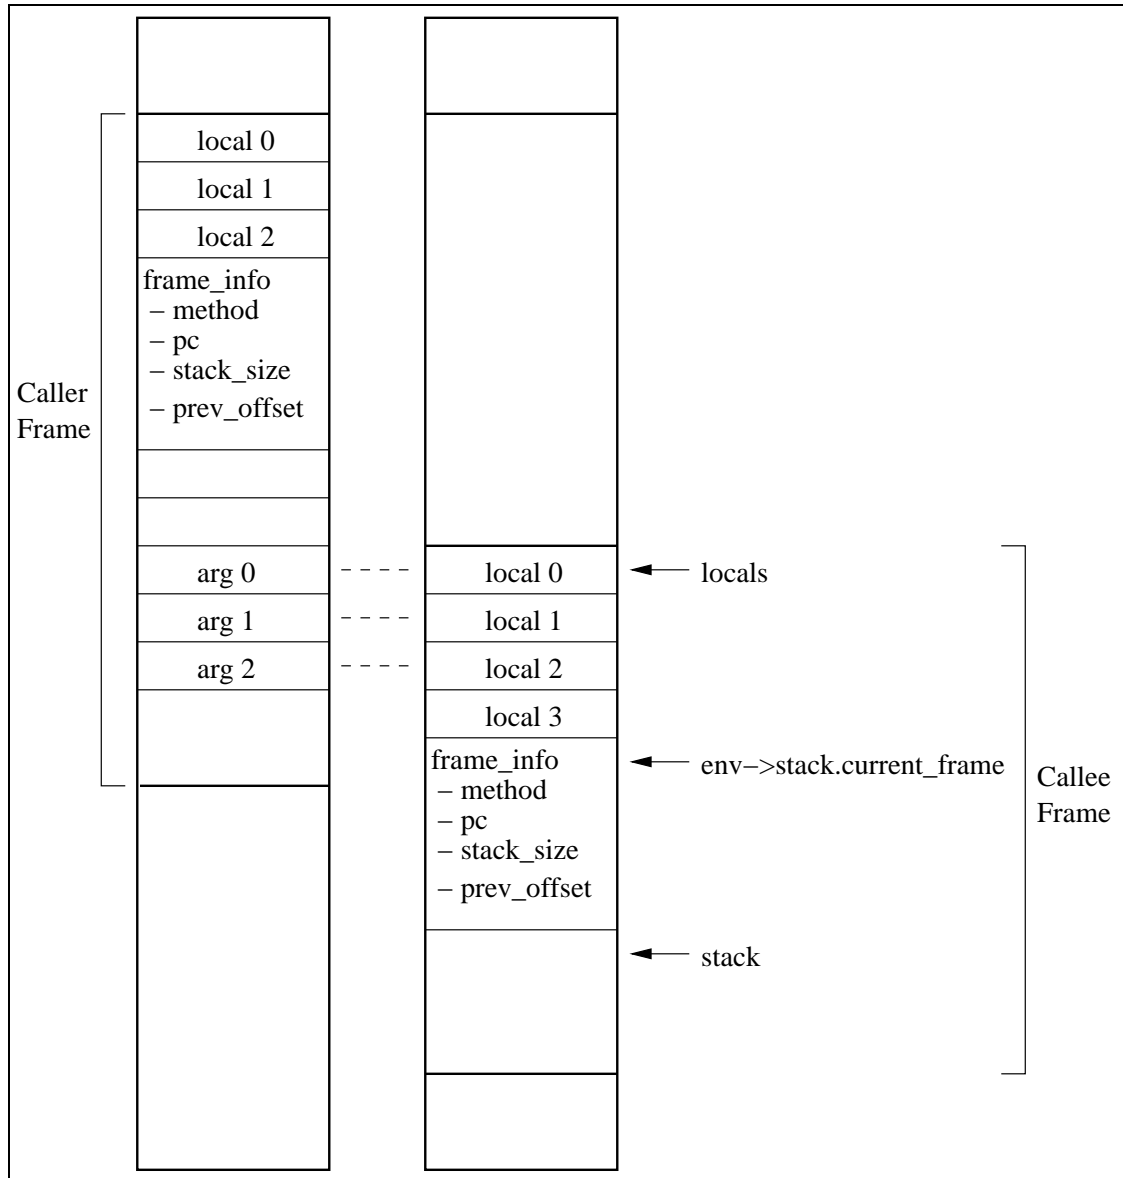 local 0
local 1
local 2
frame_info
– method
– pc
– stack_size
– prev_offset
Caller
Frame
arg 0
arg 1
arg 2
local 0
local 1
local 2
local 3
frame_info
– method
– pc
– stack_size
– prev_offset
locals
env–>stack.current_frame
stack
Callee
Frame